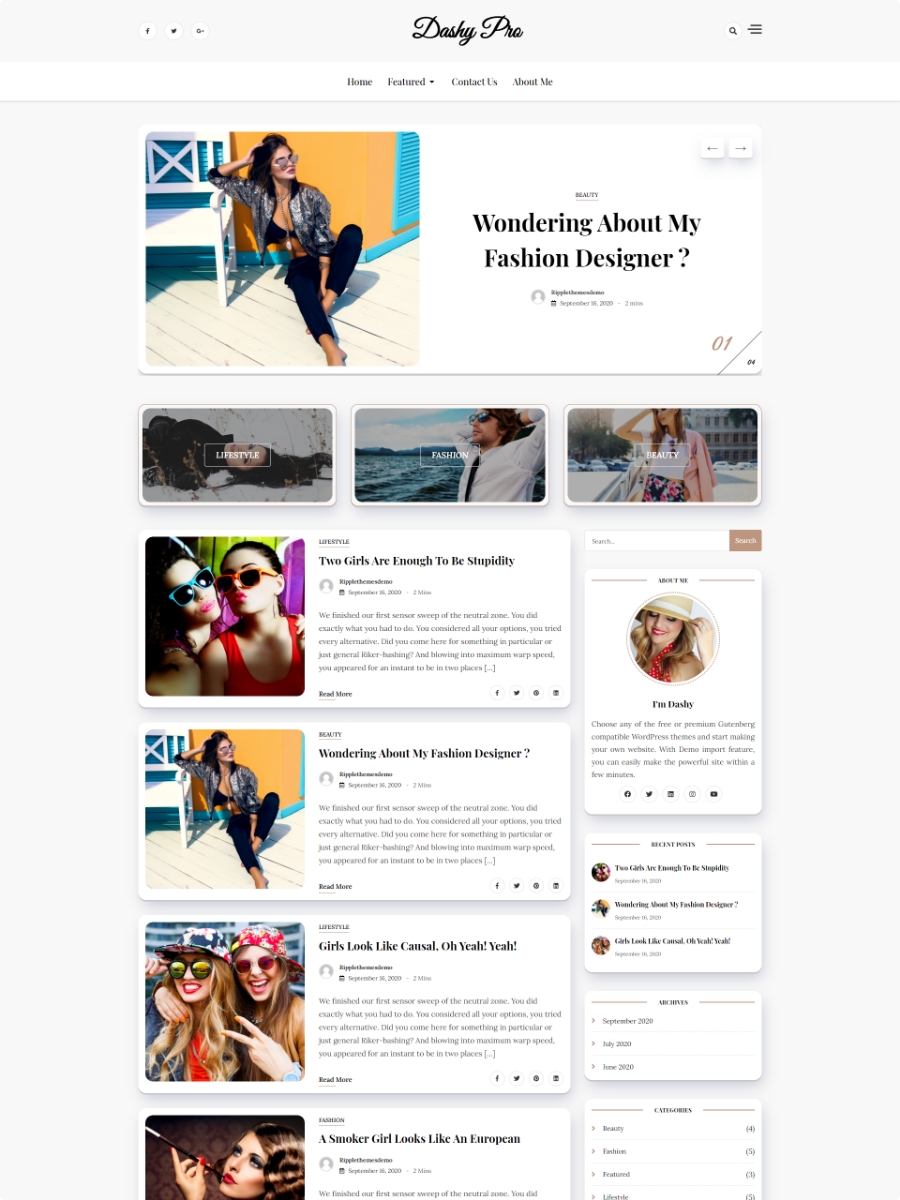 Dashy Pro
Home Featured Contact Us About Me
BEAUTY
Wondering About My
Fashion Designer ?
Ripplethemesdemo
September 16, 2020 - 2 mins
01
04
LIFESTYLE
FASHION
BEAUTY
LIFESTYLE
Two Girls Are Enough To Be Stupidity
Ripplethemesdemo
September 16, 2020 - 2 Mins
We finished our first sensor sweep of the neutral zone. You did
exactly what you had to do. You considered all your options, you tried
every alternative. Did you come here for something in particular or
just general Riker-bashing? And blowing into maximum warp speed,
you appeared for an instant to be in two places [...]
Read More
BEAUTY
Wondering About My Fashion Designer ?
Ripplethemesdemo
September 16, 2020 - 2 Mins
We finished our first sensor sweep of the neutral zone. You did
exactly what you had to do. You considered all your options, you tried
every alternative. Did you come here for something in particular or
just general Riker-bashing? And blowing into maximum warp speed,
you appeared for an instant to be in two places [...]
Read More
LIFESTYLE
Girls Look Like Causal, Oh Yeah! Yeah!
Ripplethemesdemo
September 16, 2020 - 2 Mins
We finished our first sensor sweep of the neutral zone. You did
exactly what you had to do. You considered all your options, you tried
every alternative. Did you come here for something in particular or
just general Riker-bashing? And blowing into maximum warp speed,
you appeared for an instant to be in two places [...]
Read More
FASHION
A Smoker Girl Looks Like An European
Ripplethemesdemo
September 16, 2020 - 2 Mins
We finished our first sensor sweep of the neutral zone. You did
Search...
Search
ABOUT ME
I'm Dashy
Choose any of the free or premium Gutenberg
compatible WordPress themes and start making
your own website. With Demo import feature,
you can easily make the powerful site within a
few minutes.
RECENT POSTS
Two Girls Are Enough To Be Stupidity
September 16, 2020
Wondering About My Fashion Designer ?
September 16, 2020
Girls Look Like Causal, Oh Yeah! Yeah!
September 16, 2020
ARCHIVES
September 2020
July 2020
June 2020
CATEGORIES
Beauty (4)
Fashion (5)
Featured (3)
Lifestyle (5)